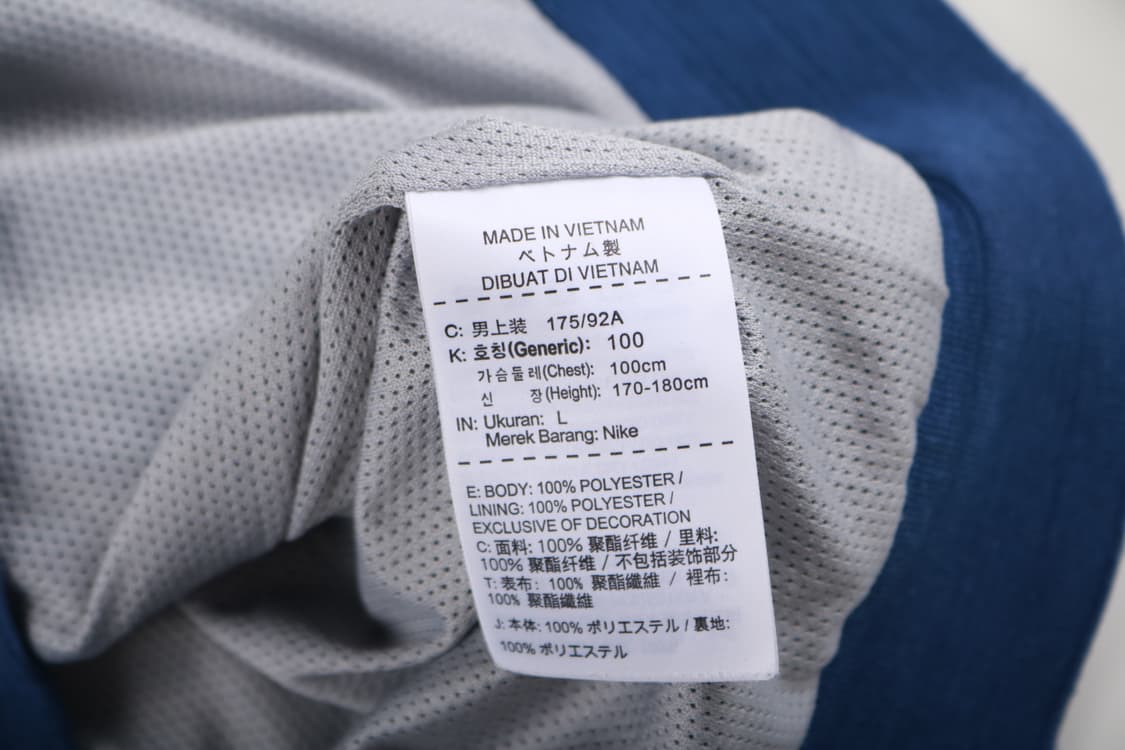 MADE IN VIETNAM
ベトナム製
DIBUAT DI VIETNAM
C: 男上装 175/92A
K: 호칭(Generic): 100
가슴둘레(Chest): 100cm
신 장(Height): 170-180cm
IN: Ukuran: L
Merek Barang: Nike
E: BODY: 100% POLYESTER /
LINING: 100% POLYESTER /
EXCLUSIVE OF DECORATION
C: 面料: 100% 聚酯纤维 / 里料:
100% 聚酯纤维 / 不包括装饰部分
T: 表布: 100% 聚酯纖維 / 裡布:
100% 聚酯纖維
J: 本体: 100% ポリエステル / 裏地:
100% ポリエステル